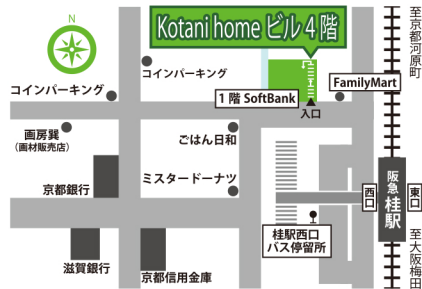 N
Kotani home ビル 4 階
至京都河原町
コインパーキング
FamilyMart
コインパーキング
1 階 SoftBank
入口
画房巽
(画材販売店)
ごはん日和
京都銀行
ミスタードーナツ
西口
阪急 桂駅
東口
桂駅西口
バス停留所
滋賀銀行
京都信用金庫
至大阪梅田